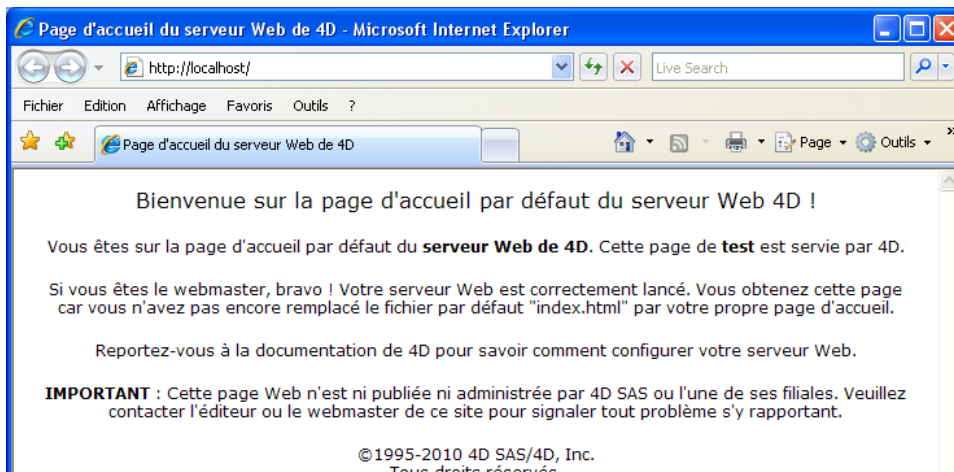 Page d'accueil du serveur Web de 4D - Microsoft Internet Explorer
http://localhost/
Live Search
Fichier Edition Affichage Favoris Outils ?
Page d'accueil du serveur Web de 4D
Page Outils »
Bienvenue sur la page d'accueil par défaut du serveur Web 4D !
Vous êtes sur la page d'accueil par défaut du serveur Web de 4D. Cette page de test est servie par 4D.
Si vous êtes le webmaster, bravo ! Votre serveur Web est correctement lancé. Vous obtenez cette page
car vous n'avez pas encore remplacé le fichier par défaut "index.html" par votre propre page d'accueil.
Reportez-vous à la documentation de 4D pour savoir comment configurer votre serveur Web.
IMPORTANT : Cette page Web n'est ni publiée ni administrée par 4D SAS ou l'une de ses filiales. Veuillez
contacter l'éditeur ou le webmaster de ce site pour signaler tout problème s'y rapportant.
©1995-2010 4D SAS/4D, Inc.
Tous droits réservés